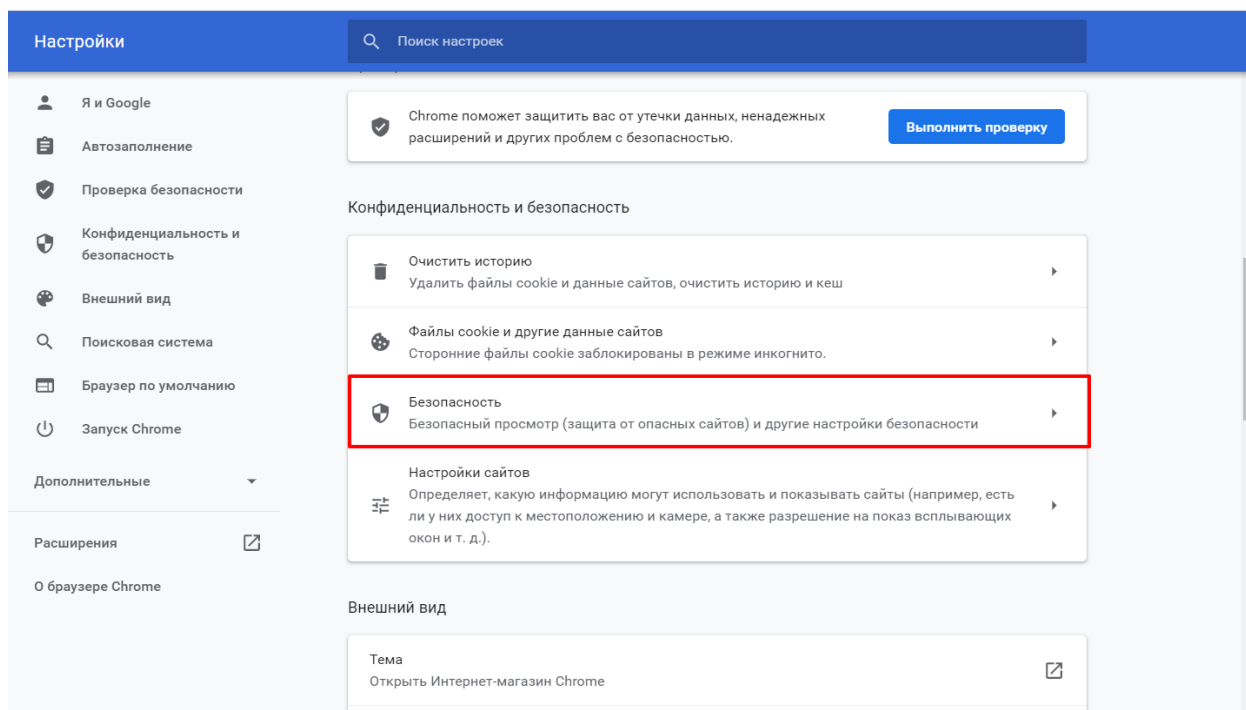 Настройки
Поиск настроек
Я и Google
Автозаполнение
Проверка безопасности
Конфиденциальность и
безопасность
Внешний вид
Поисковая система
Браузер по умолчанию
Запуск Chrome
Дополнительные
Расширения
О браузере Chrome
Chrome поможет защитить вас от утечки данных, ненадежных
расширений и других проблем с безопасностью.
Выполнить проверку
Конфиденциальность и безопасность
Очистить историю
Удалить файлы cookie и данные сайтов, очистить историю и кеш
Файлы cookie и другие данные сайтов
Сторонние файлы cookie заблокированы в режиме инкогнито.
Безопасность
Безопасный просмотр (защита от опасных сайтов) и другие настройки безопасности
Настройки сайтов
Определяет, какую информацию могут использовать и показывать сайты (например, есть
ли у них доступ к местоположению и камере, а также разрешение на показ всплывающих
окон и т. д.).
Внешний вид
Тема
Открыть Интернет-магазин Chrome